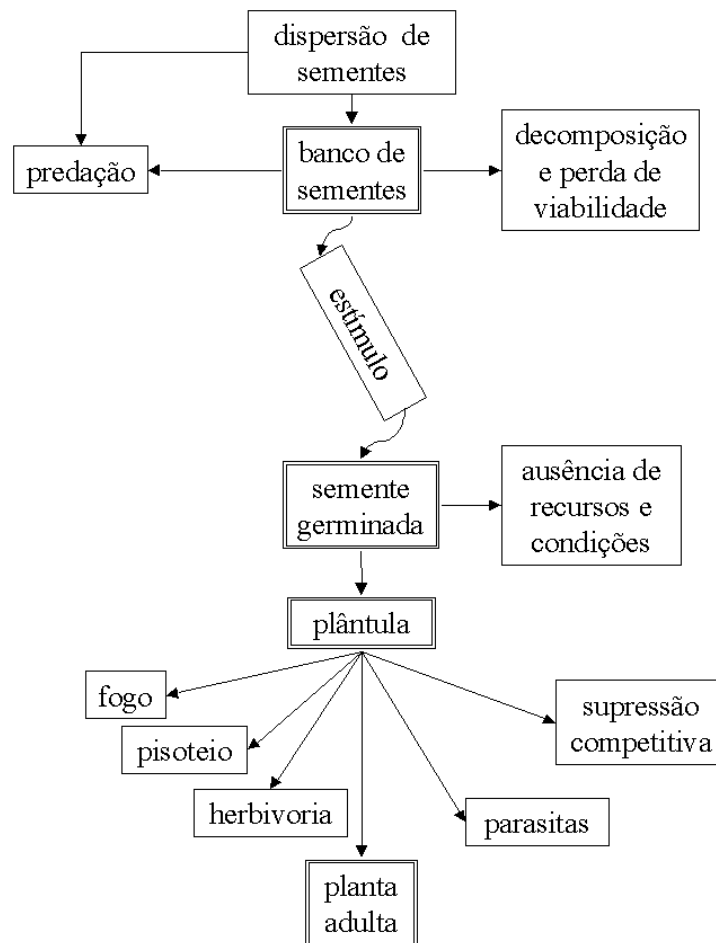 dispersão de
sementes
predação
banco de
sementes
decomposição
e perda de
viabilidade
estímulo
semente
germinada
ausência de
recursos e
condições
plântula
fogo
pisoteio
herbivoria
planta
adulta
parasitas
supressão
competitiva